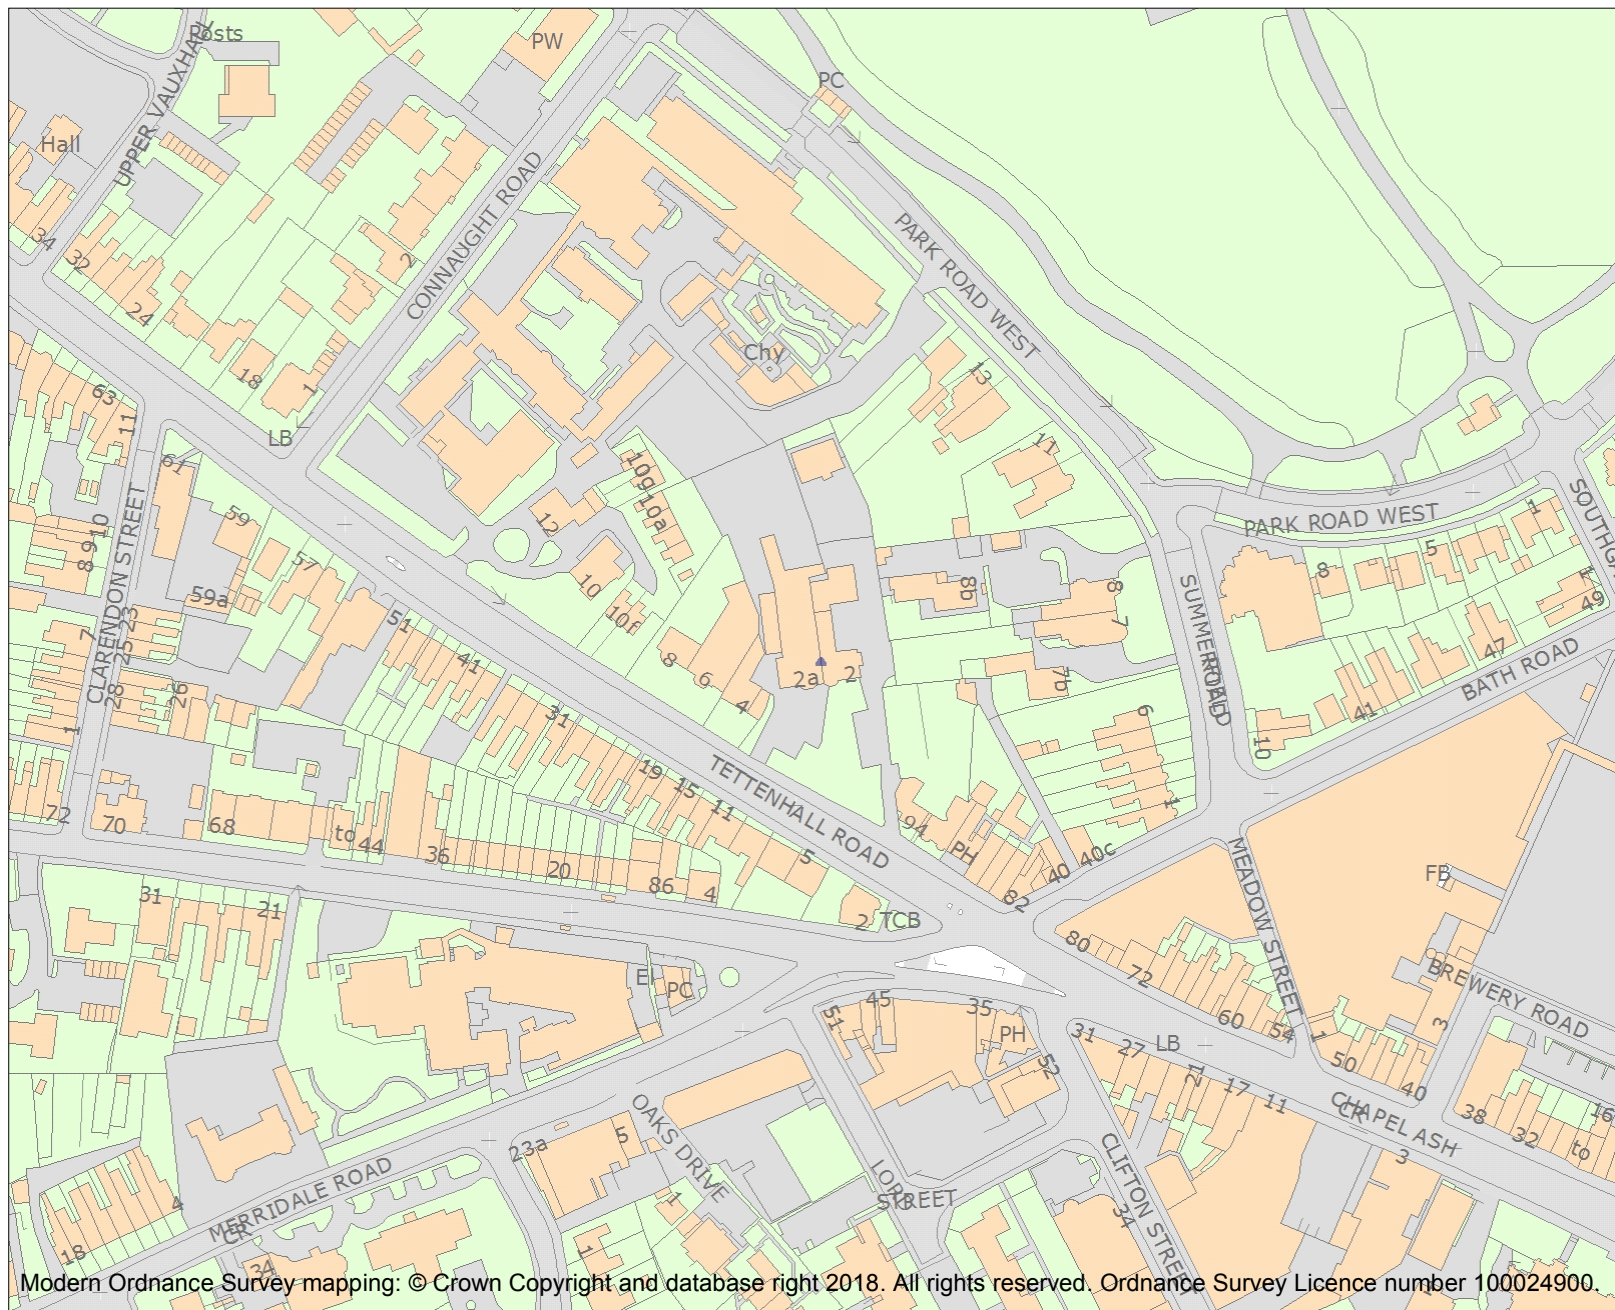 Posts
PW
UPPER VAUXHALL
PC
Hall
CONNAUGHT ROAD
34
32
2
24
PARK ROAD WEST
Chy
13
18
1
63
11
LB
11
61
10g
10a
59
12
57
8 9 10
CLARENDON STREET
59a
10
10f
51
41
8
6
4
2a
2
8b
8
7
7b
6
1
SUMMERFIELD
ROAD
PARK ROAD WEST
SOUTHGA
8
5
1
1
49
47
41
BATH ROAD
10
7
23
25
28
26
1
31
19
15
11
5
TETTENHALL ROAD
72
70
68
to
44
36
20
86
4
2
TCB
94
PH
82
40
40c
31
21
El
PC
FB
MEADOW STREET
80
72
60
54
BREWERY ROAD
3
1
50
40
51
45
35
PH
52
31
27
LB
21
17
11
CHAPEL ASH
CR
38
32
to
16
3
OAKS DRIVE
23a
5
LORD
STREET
CLIFTON STREET
34
MERRIDALE ROAD
CR
4
18
34
1
1
Modern Ordnance Survey mapping: © Crown Copyright and database right 2018. All rights reserved. Ordnance Survey Licence number 100024900.